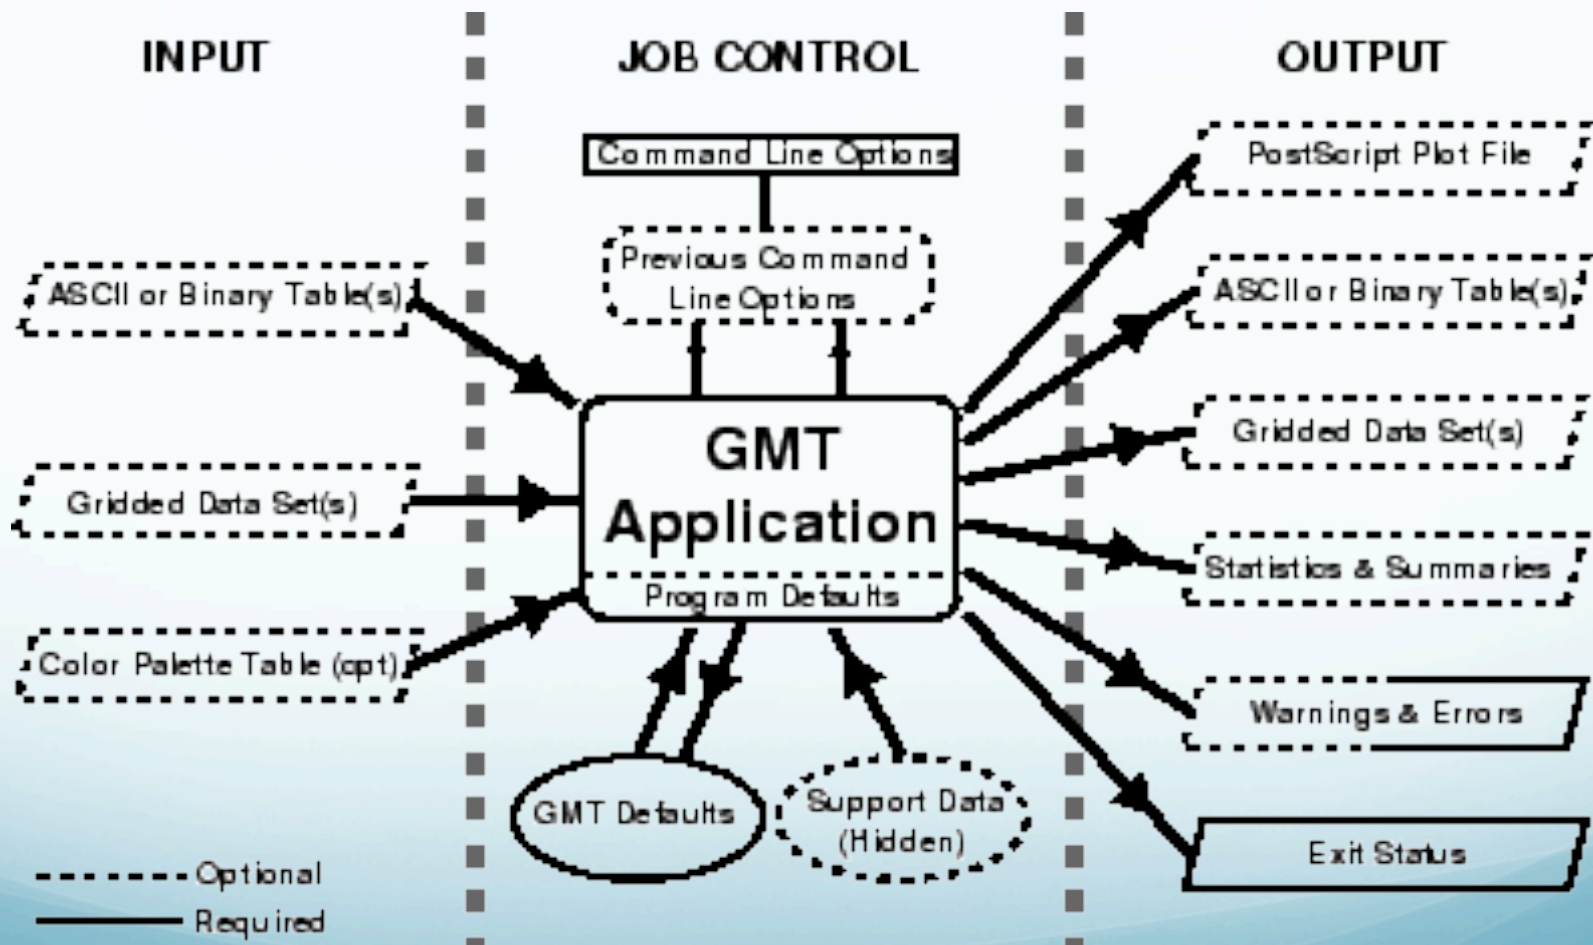 INPUT
JOB CONTROL
OUTPUT
Command Line Options
Previous Command
Line Options
ASCII or Binary Table(s)
Gridded Data Set(s)
Color Palette Table (cpt)
GMT
Application
Program Defaults
GMT Defaults
Support Data
(Hidden)
PostScript Plot File
ASCII or Binary Table(s)
Gridded Data Set(s)
Statistics & Summaries
Warnings & Errors
Exit Status
Optional
Required